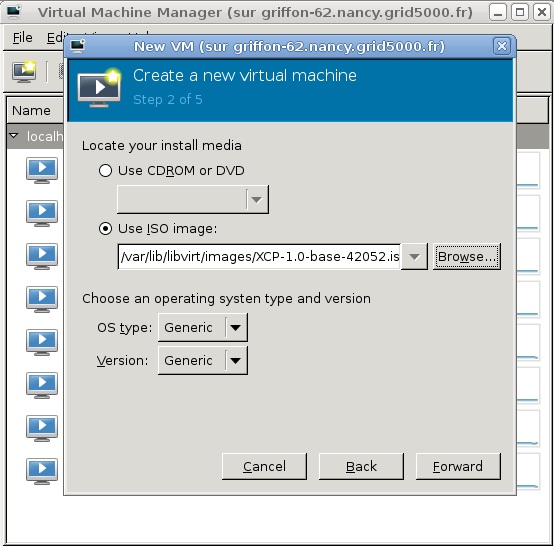 Virtual Machine Manager (sur griffon-62.nancy.grid5000.fr)
File
New VM (sur griffon-62.nancy.grid5000.fr)
Create a new virtual machine
Step 2 of 5
Name
Locate your install media
Use CDROM or DVD
Use ISO image:
/var/lib/libvirt/images/XCP-1.0-base-42052.is
Browse...
Choose an operating systen type and version
OS type: Generic
Version: Generic
Cancel Back Forward